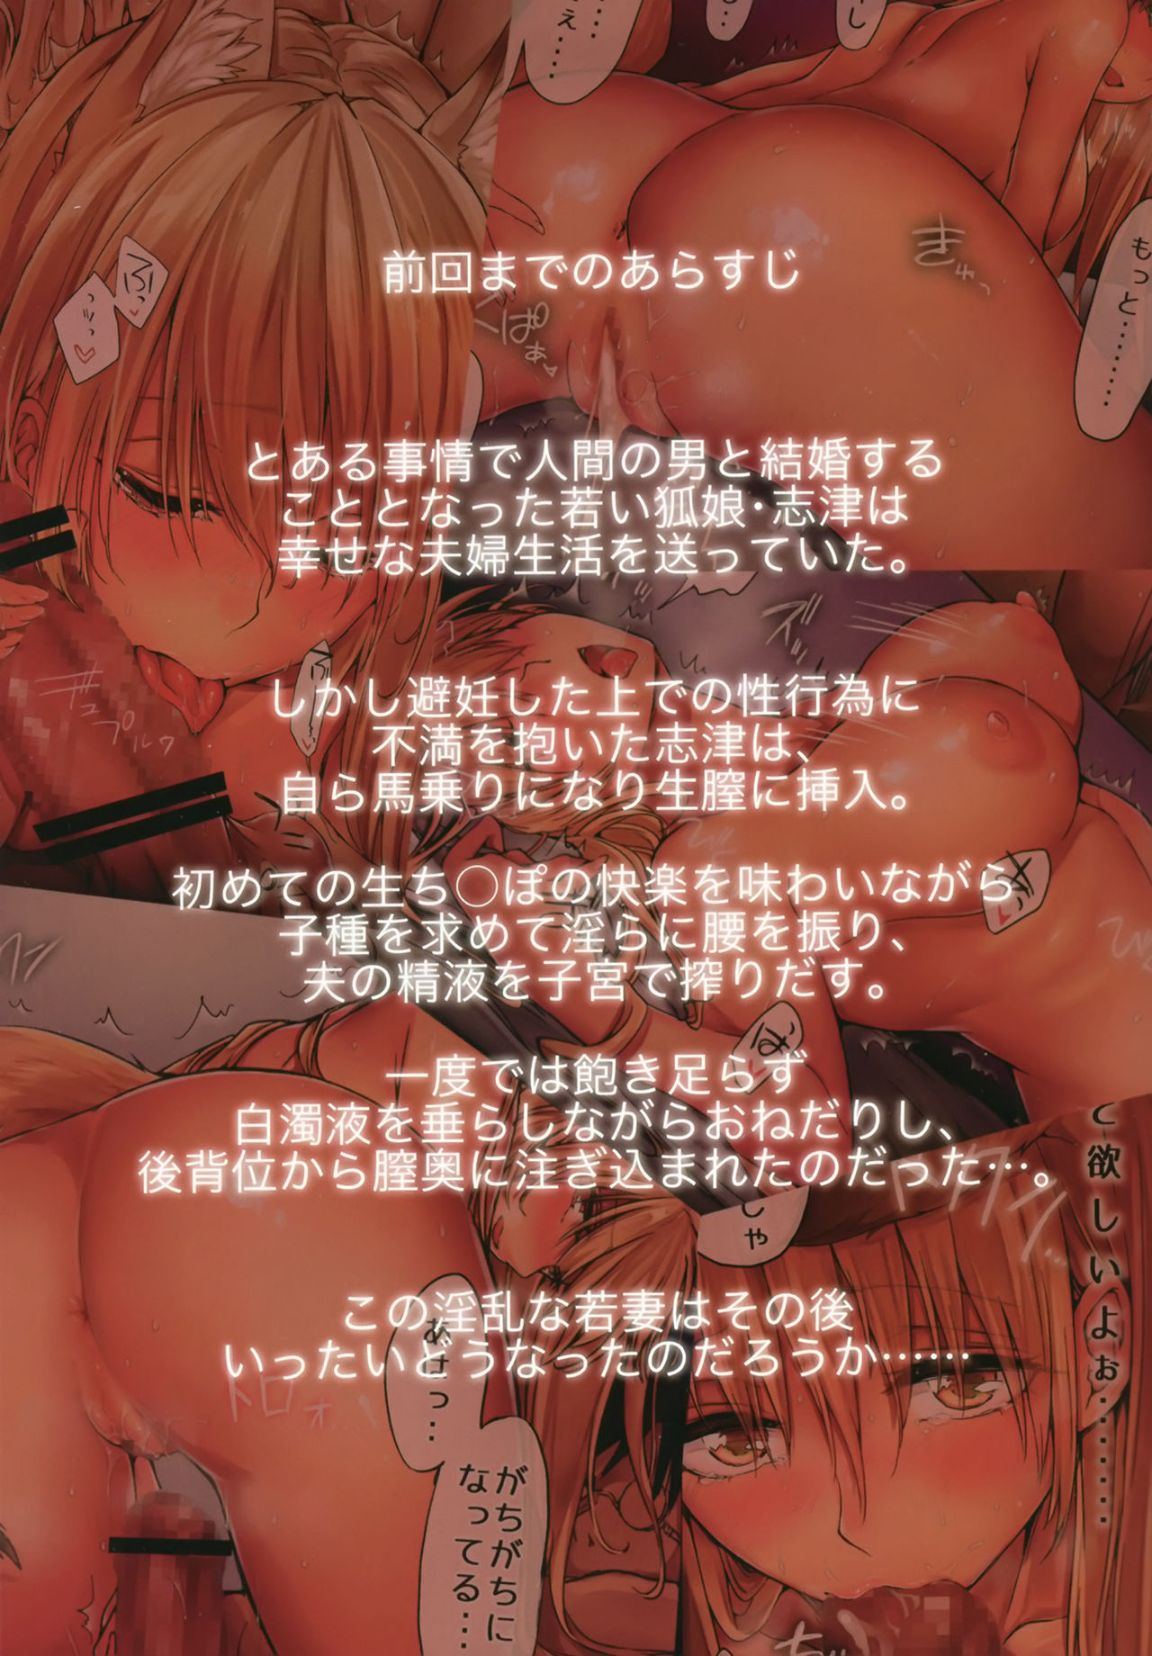 前回までのあらすじ
とある事情で人間の男と結婚する
こととなった若い狐娘・志津は
幸せな夫婦生活を送っていた。
しかし避妊した上での性行為に
不満を抱いた志津は、
自ら馬乗りになり生膣に挿入。
初めての生ち○ぽの快楽を味わいながら
子種を求めて淫らに腰を振り、
夫の精液を子宮で搾りだす。
一度では飽き足らず
白濁液を垂らしながらおねだりし、
後背位から膣奥に注ぎ込まれたのだった…。
この淫乱な若妻はその後
いったいどうなったのだろうか……
もっと………
て欲しいよぉ………
がちがちに
なってる…